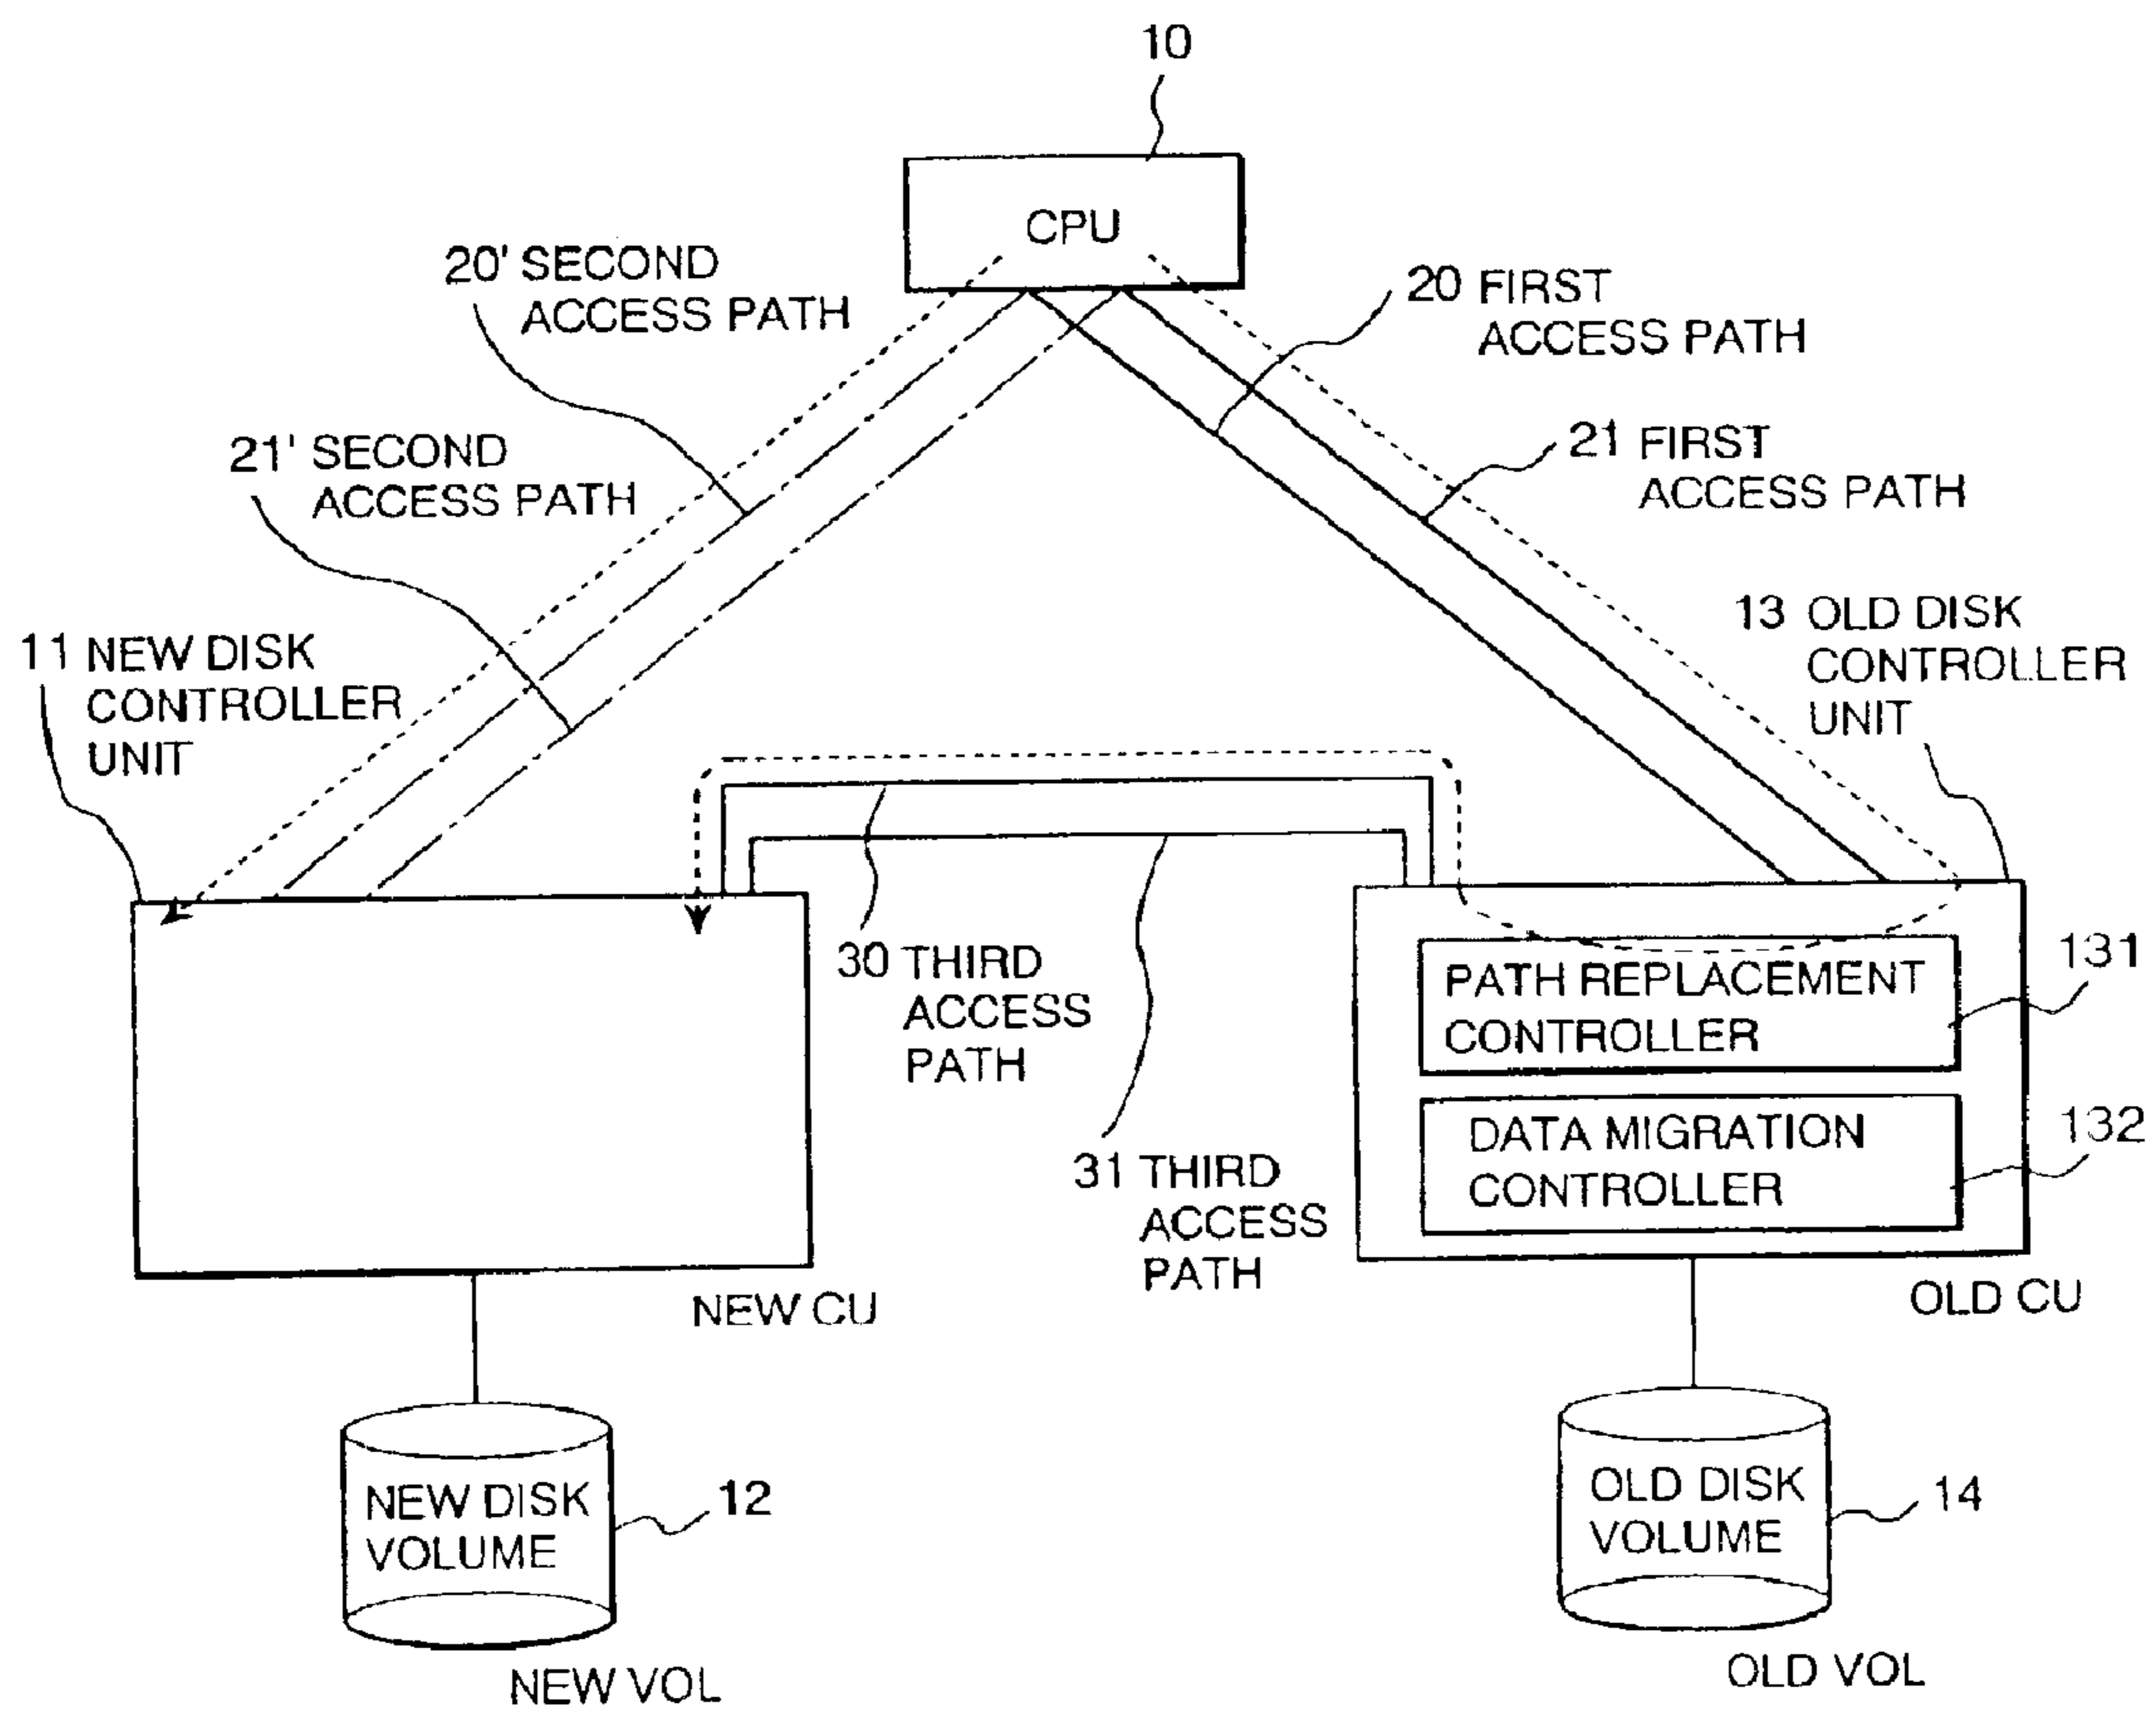 10
CPU
20' SECOND
ACCESS PATH
20 FIRST
ACCESS PATH
21' SECOND
ACCESS PATH
21 FIRST
ACCESS PATH
11 NEW DISK
CONTROLLER
UNIT
13 OLD DISK
CONTROLLER
UNIT
30 THIRD
ACCESS
PATH
PATH REPLACEMENT
CONTROLLER
131
DATA MIGRATION
CONTROLLER
132
31 THIRD
ACCESS
PATH
NEW CU
OLD CU
NEW DISK
VOLUME
12
OLD DISK
VOLUME
14
NEW VOL
OLD VOL